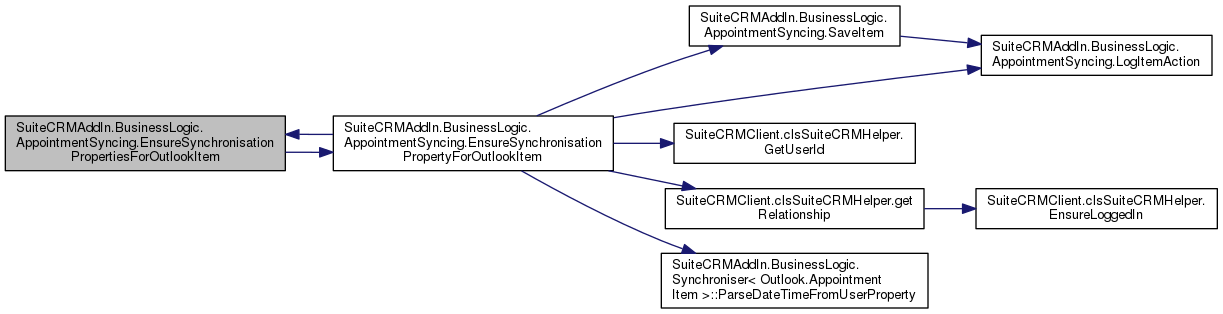 SuiteCRMAddIn.BusinessLogic.
AppointmentSyncing.EnsureSynchronisation
PropertiesForOutlookItem
SuiteCRMAddIn.BusinessLogic.
AppointmentSyncing.EnsureSynchronisation
PropertyForOutlookItem
SuiteCRMAddIn.BusinessLogic.
AppointmentSyncing.SaveItem
SuiteCRMAddIn.BusinessLogic.
AppointmentSyncing.LogItemAction
SuiteCRMClient.clsSuiteCRMHelper.
GetUserId
SuiteCRMClient.clsSuiteCRMHelper.get
Relationship
SuiteCRMClient.clsSuiteCRMHelper.
EnsureLoggedIn
SuiteCRMAddIn.BusinessLogic.
Synchroniser< Outlook.Appointment
Item >::ParseDateTimeFromUserProperty